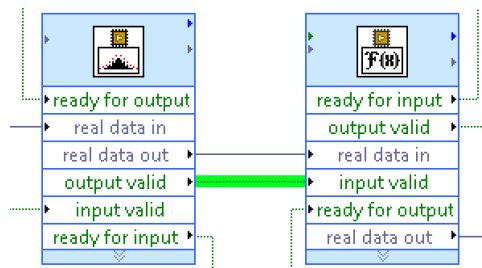 ready for output
real data in
real data out
output valid
input valid
ready for input
F(x)
ready for input
output valid
real data in
input valid
ready for output
real data out